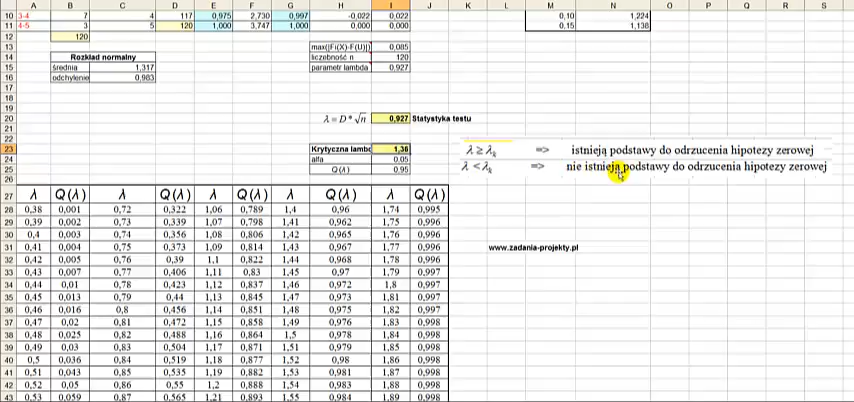 A B C D E F G H I J K L M N O P Q R S
10 3-4 7 4 117 0,975 2,730 0,997 -0,022 0,022 0,10 1,224
11 4-5 3 5 120 1,000 3,747 1,000 0,000 0,000 0.15 1,138
12 120
13 max(|Fi(X)-F(U)|) 0,085
14 Rozkład normalny liczebność n 120
15 średnia 1,317 parametr lambda 0,927
16 odchylenie 0,983
17
18
19
20 λ = D * √n 0,927 Statystyka testu
21
22
23 Krytyczna lambd 1,36 λ ≥ λk => istnieją podstawy do odrzucenia hipotezy zerowej
24 alfa 0.05
25 Q(λ) 0.95 λ < λk => nie istnieją podstawy do odrzucenia hipotezy zerowej
26
27 λ Q(λ) λ Q(λ) λ Q(λ) λ Q(λ) λ Q(λ)
28 0,38 0,001 0,72 0,322 1,06 0,789 1,4 0,96 1,74 0,995
29 0,39 0,002 0,73 0,339 1,07 0,798 1,41 0,962 1,75 0,996
30 0,4 0,003 0,74 0,356 1,08 0,806 1,42 0,965 1,76 0,996
31 0,41 0,004 0,75 0,373 1,09 0,814 1,43 0,967 1,77 0,996 www.zadania-projekty.pl
32 0,42 0,005 0,76 0,39 1,1 0,822 1,44 0,968 1,78 0,996
33 0,43 0,007 0,77 0,406 1,11 0,83 1,45 0,97 1,79 0,997
34 0,44 0,01 0,78 0,423 1,12 0,837 1,46 0,972 1,8 0,997
35 0,45 0,013 0,79 0,44 1,13 0,845 1,47 0,973 1,81 0,997
36 0,46 0,016 0,8 0,456 1,14 0,851 1,48 0,975 1,82 0,997
37 0,47 0,02 0,81 0,472 1,15 0,858 1,49 0,976 1,83 0,998
38 0,48 0,025 0,82 0,488 1,16 0,864 1,5 0,978 1,84 0,998
39 0,49 0,03 0,83 0,504 1,17 0,871 1,51 0,979 1,85 0,998
40 0,5 0,036 0,84 0,519 1,18 0,877 1,52 0,98 1,86 0,998
41 0,51 0,043 0,85 0,535 1,19 0,882 1,53 0,981 1,87 0,998
42 0,52 0,05 0,86 0,55 1,2 0,888 1,54 0,983 1,88 0,998
43 0,53 0,059 0,87 0,565 1,21 0,893 1,55 0,984 1,89 0,998